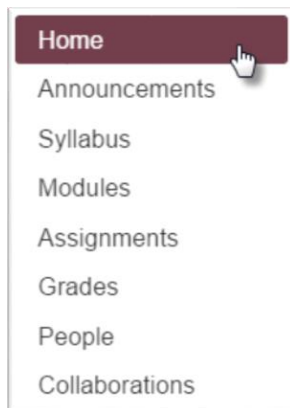 Home
Announcements
Syllabus
Modules
Assignments
Grades
People
Collaborations